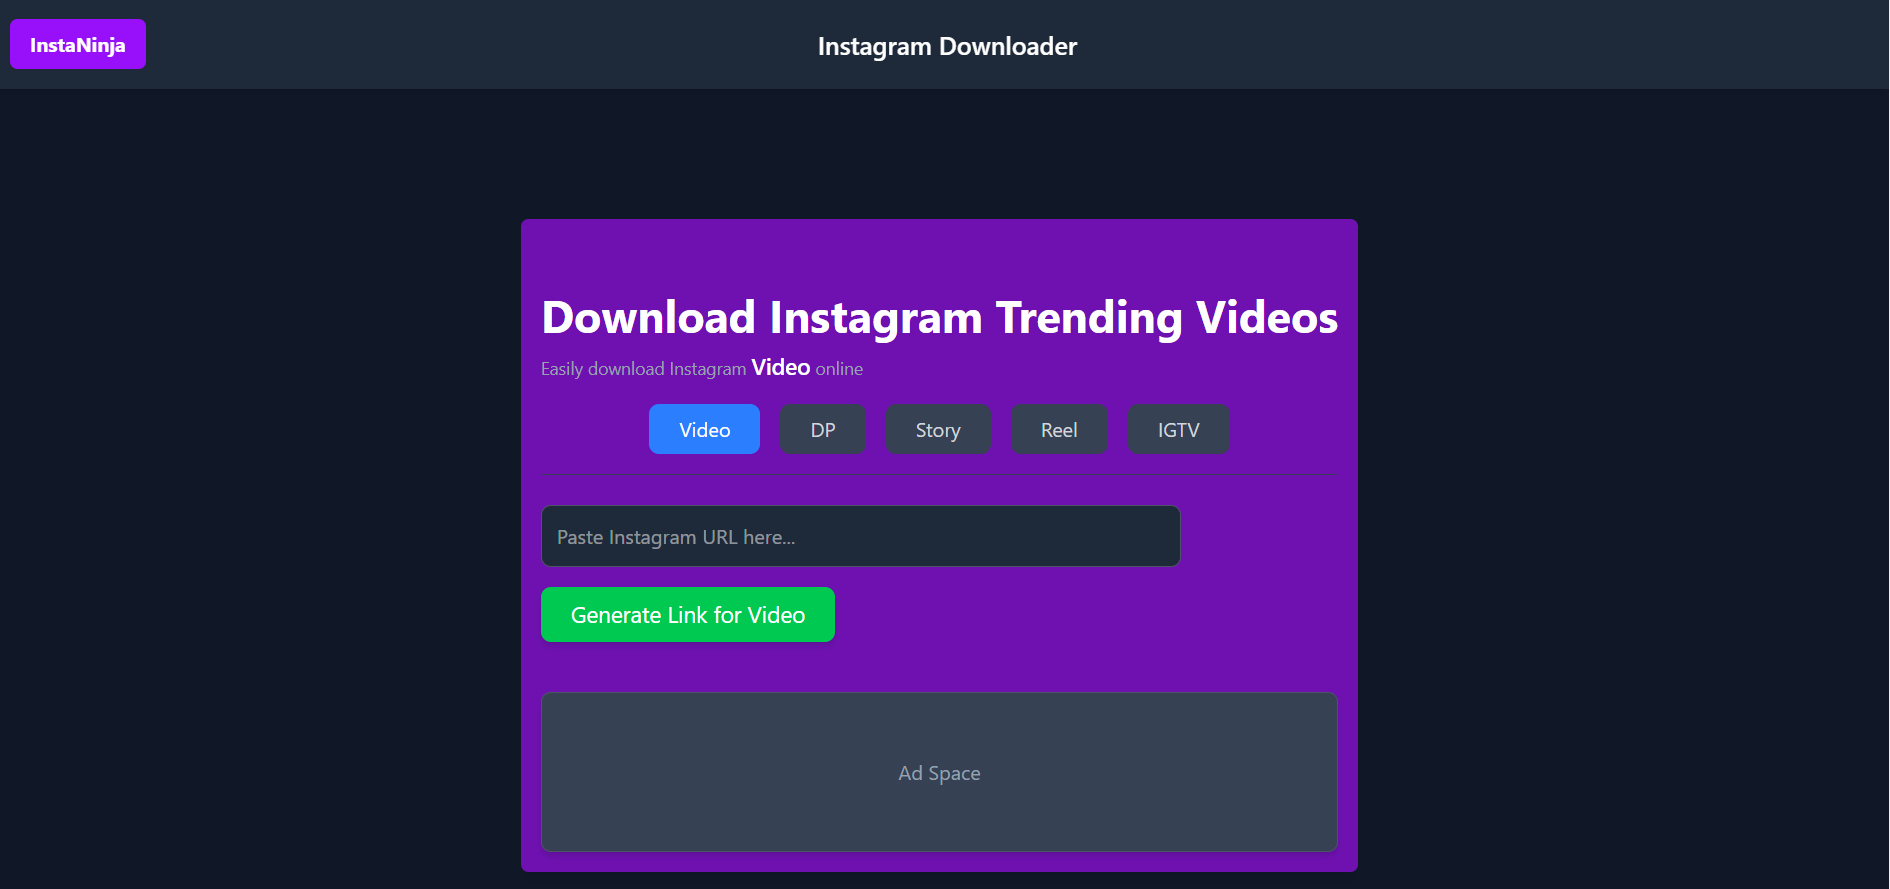 InstaNinja
Instagram Downloader
Download Instagram Trending Videos
Easily download Instagram Video online
Video DP Story Reel IGTV
Paste Instagram URL here...
Generate Link for Video
Ad Space